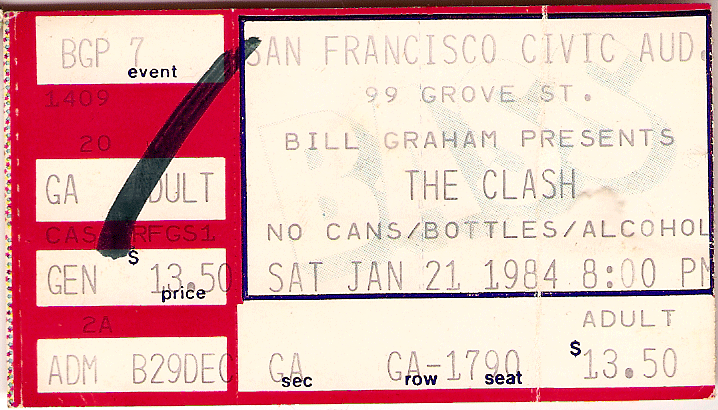 BGP 7
event
1409
20
GA ADULT
CAS RFGS1
$
GEN 13.50
price
2A
ADM B29DEC
SAN FRANCISCO CIVIC AUD.
99 GROVE ST.
BILL GRAHAM PRESENTS
THE CLASH
NO CANS/BOTTLES/ALCOHOL
SAT JAN 21 1984 8:00 PM
ADULT
GA GA-1790 $13.50
sec row seat
BASS